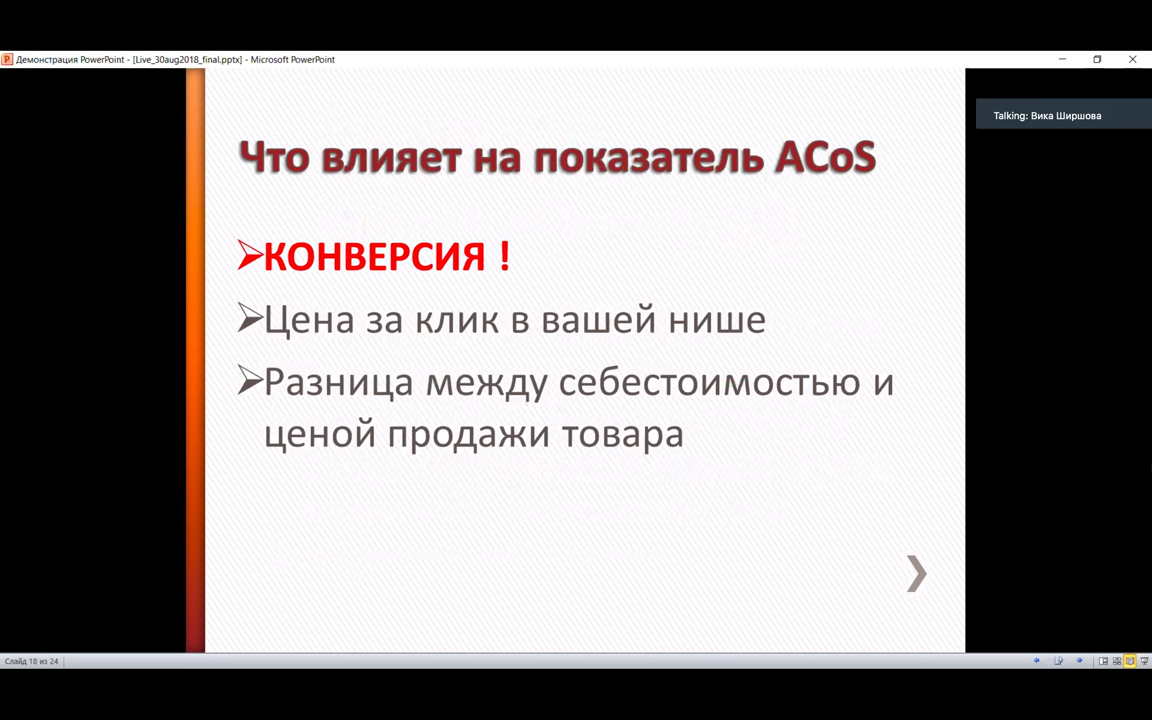 Демонстрация PowerPoint - [Live_30aug2018_final.pptx] - Microsoft PowerPoint
Talking: Вика Ширшова
Что влияет на показатель ACoS
КОНВЕРСИЯ !
Цена за клик в вашей нише
Разница между себестоимостью и
ценой продажи товара
Слайд 18 из 24